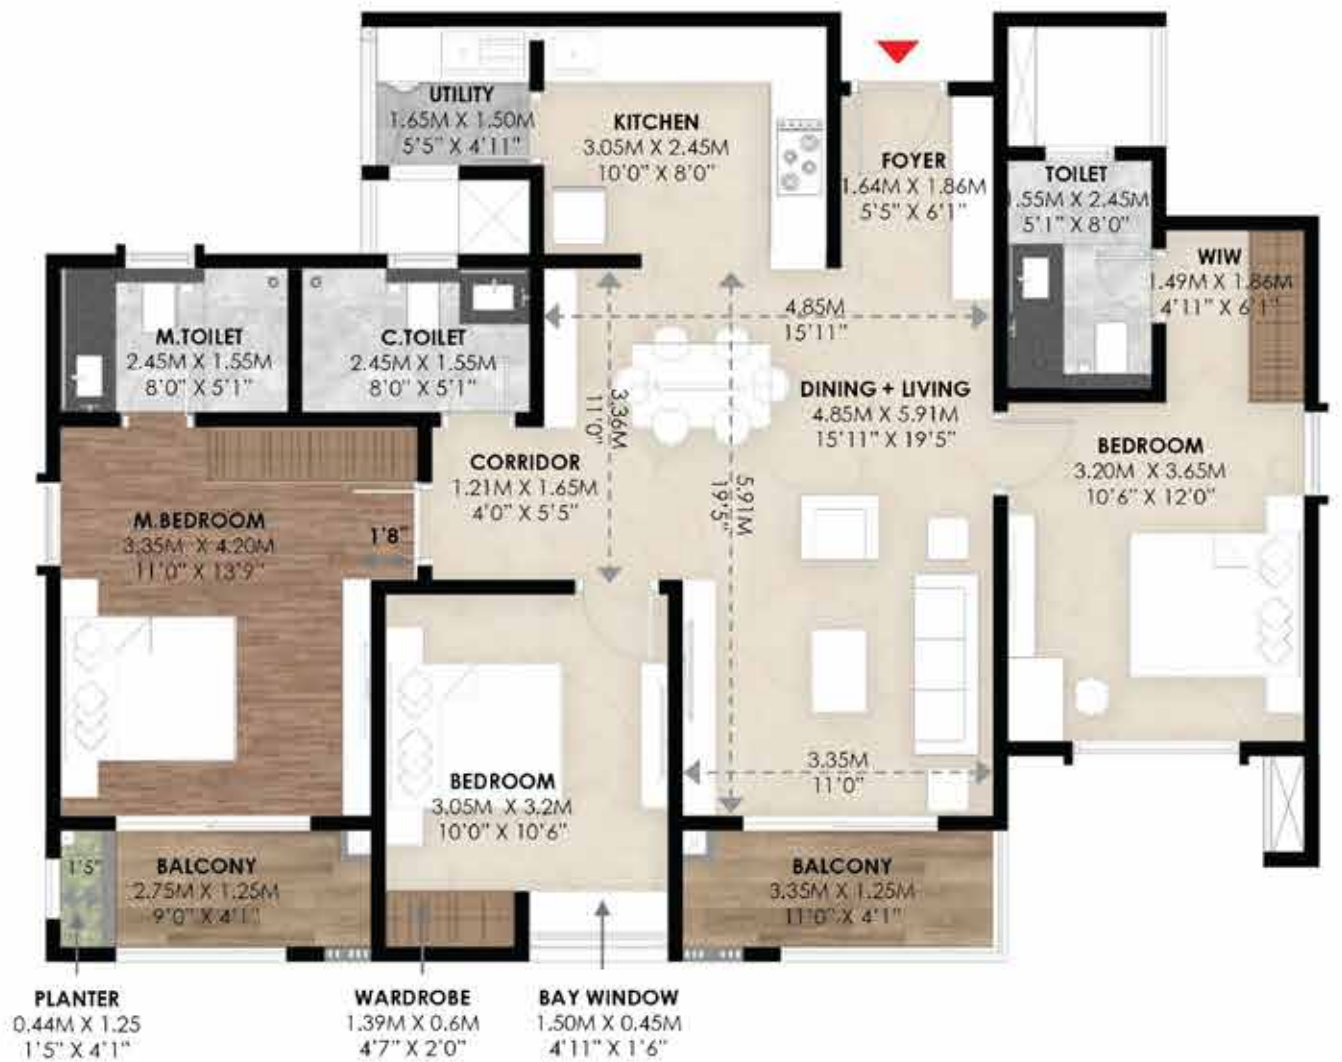 UTILITY
1.65M X 1.50M
5'5" X 4'11"
KITCHEN
3.05M X 2.45M
10'0" X 8'0"
FOYER
1.64M X 1.86M
5'5" X 6'1"
TOILET
1.55M X 2.45M
5'1" X 8'0"
WIW
1.49M X 1.86M
4'11" X 6'1"
M.TOILET
2.45M X 1.55M
8'0" X 5'1"
C.TOILET
2.45M X 1.55M
8'0" X 5'1"
4.85M
15'11"
3.36M
11'0"
DINING + LIVING
4.85M X 5.91M
15'11" X 19'5"
CORRIDOR
1.21M X 1.65M
4'0" X 5'5"
BEDROOM
3.20M X 3.65M
10'6" X 12'0"
5.91M
19'5"
M.BEDROOM
3.35M X 4.20M
11'0" X 13'9"
1'8"
BEDROOM
3.05M X 3.2M
10'0" X 10'6"
3.35M
11'0"
1'5"
BALCONY
2.75M X 1.25M
9'0" X 4'1"
BALCONY
3.35M X 1.25M
11'0" X 4'1"
PLANTER
0.44M X 1.25
1'5" X 4'1"
WARDROBE
1.39M X 0.6M
4'7" X 2'0"
BAY WINDOW
1.50M X 0.45M
4'11" X 1'6"